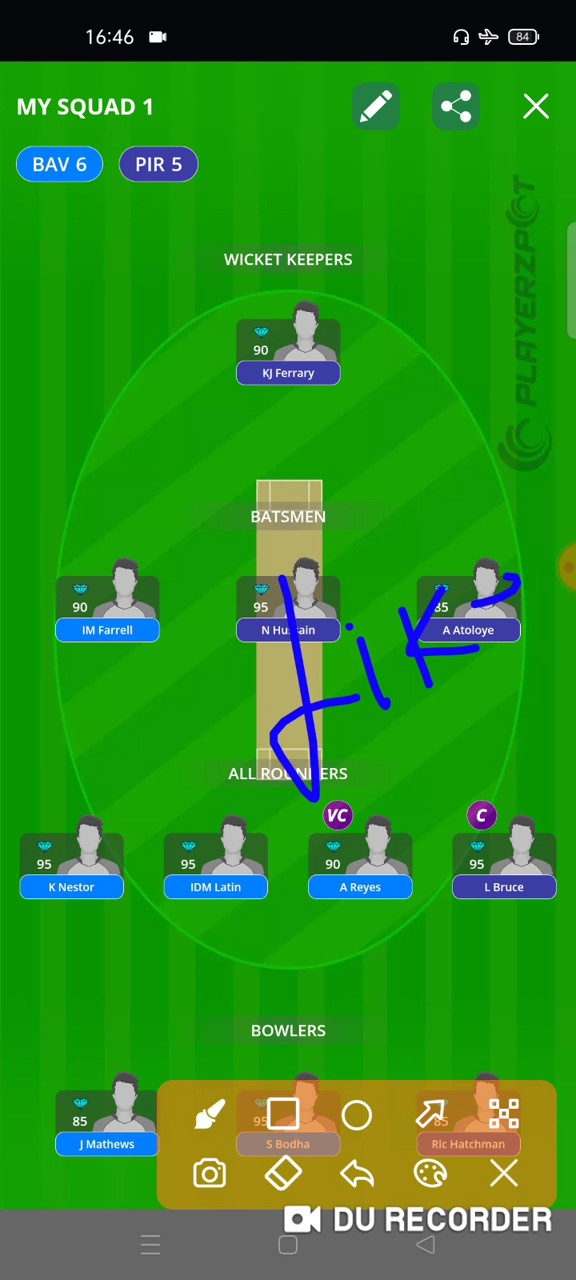 16:46 84
MY SQUAD 1
BAV 6 PIR 5
PLAYERZPOT
WICKET KEEPERS
90
KJ Ferrary
BATSMEN
90 95 85
IM Farrell N Hussain A Atoloye
ALL ROUNDERS
VC C
95 95 90 95
K Nestor IDM Latin A Reyes L Bruce
BOWLERS
85 95 85
J Mathews S Bodha Ric Hatchman
DU RECORDER